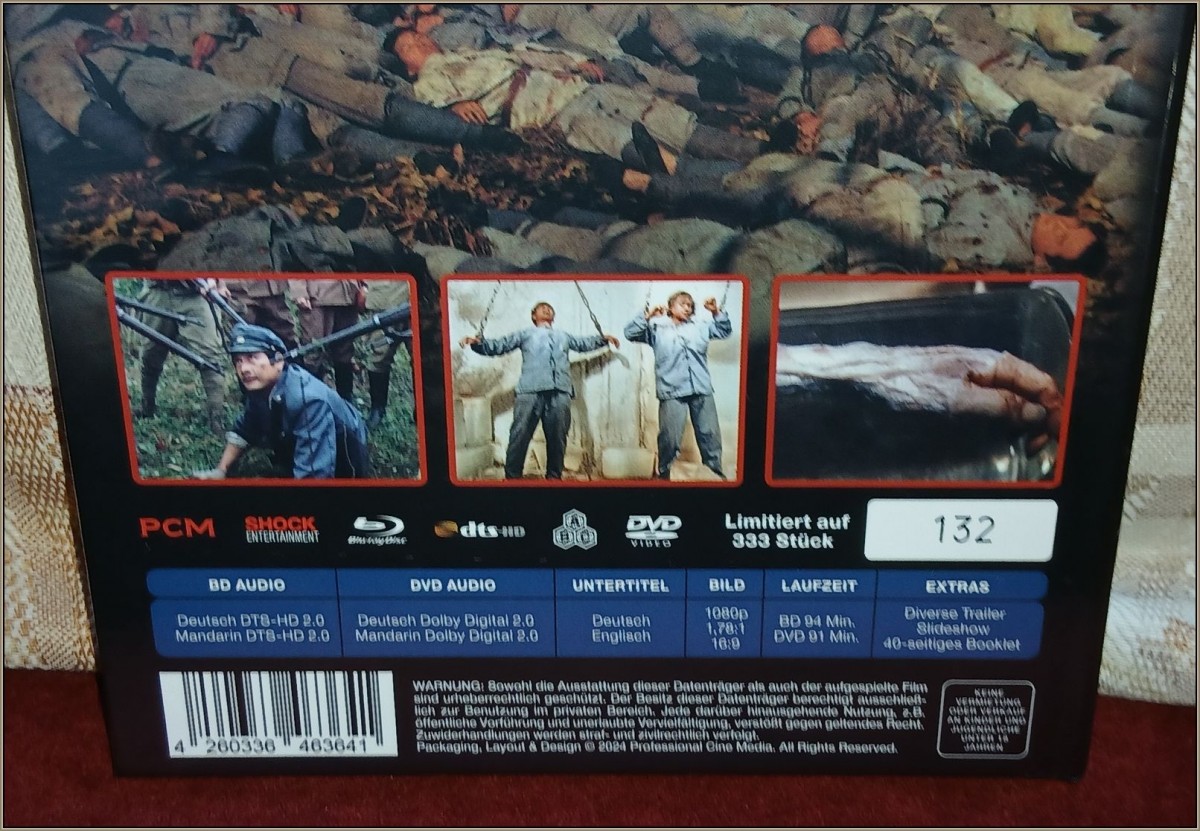 PCM
SHOCK
ENTERTAINMENT
Blu-ray Disc
dts-HD
ABC
DVD
VIDEO
Limitiert auf
333 Stück
132
BD AUDIO
Deutsch DTS-HD 2.0
Mandarin DTS-HD 2.0
DVD AUDIO
Deutsch Dolby Digital 2.0
Mandarin Dolby Digital 2.0
UNTERTITEL
Deutsch
Englisch
BILD
1080p
1,78:1
16:9
LAUFZEIT
BD 94 Min.
DVD 91 Min.
EXTRAS
Diverse Trailer
Slideshow
40-seitiges Booklet
4 260336 463641
WARNUNG: Sowohl die Ausstattung dieser Datenträger als auch der aufgespielte Film
sind urheberrechtlich geschützt. Der Besitz dieser Datenträger berechtigt ausschließ-
lich zur Benutzung im privaten Bereich. Jede darüber hinausgehende Nutzung, z.B.
öffentliche Vorführung und unerlaubte Vervielfältigung, verstößt gegen geltendes Recht.
Zuwiderhandlungen werden straf- und zivilrechtlich verfolgt.
Packaging, Layout & Design © 2024 Professional Cine Media. All Rights Reserved.
KEINE
VERMIETUNG
ODER VERKAUF
AN KINDER UND
JUGENDLICHE
UNTER 18
JAHREN